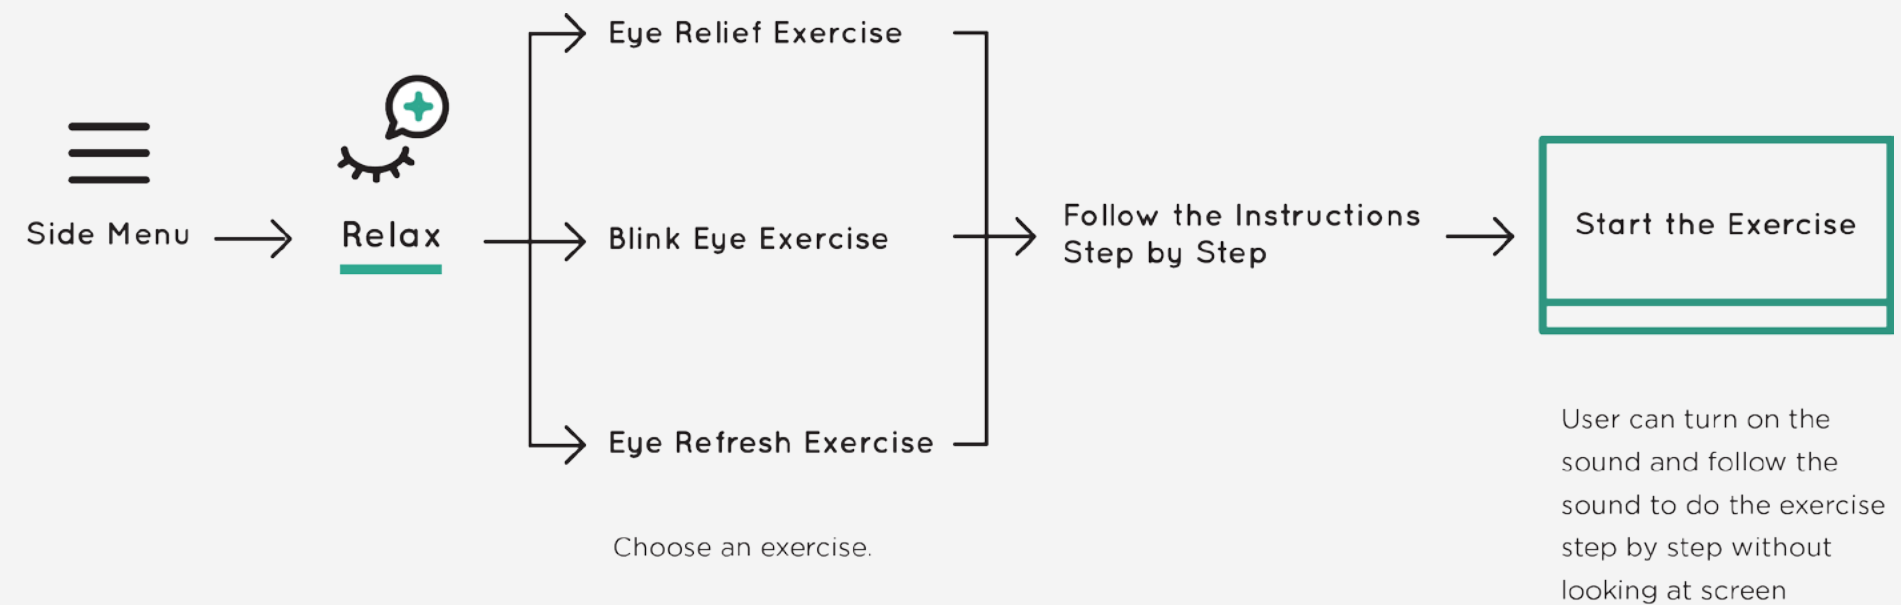 Side Menu
Relax
Eye Relief Exercise
Blink Eye Exercise
Eye Refresh Exercise
Choose an exercise.
Follow the Instructions
Step by Step
Start the Exercise
User can turn on the
sound and follow the
sound to do the exercise
step by step without
looking at screen